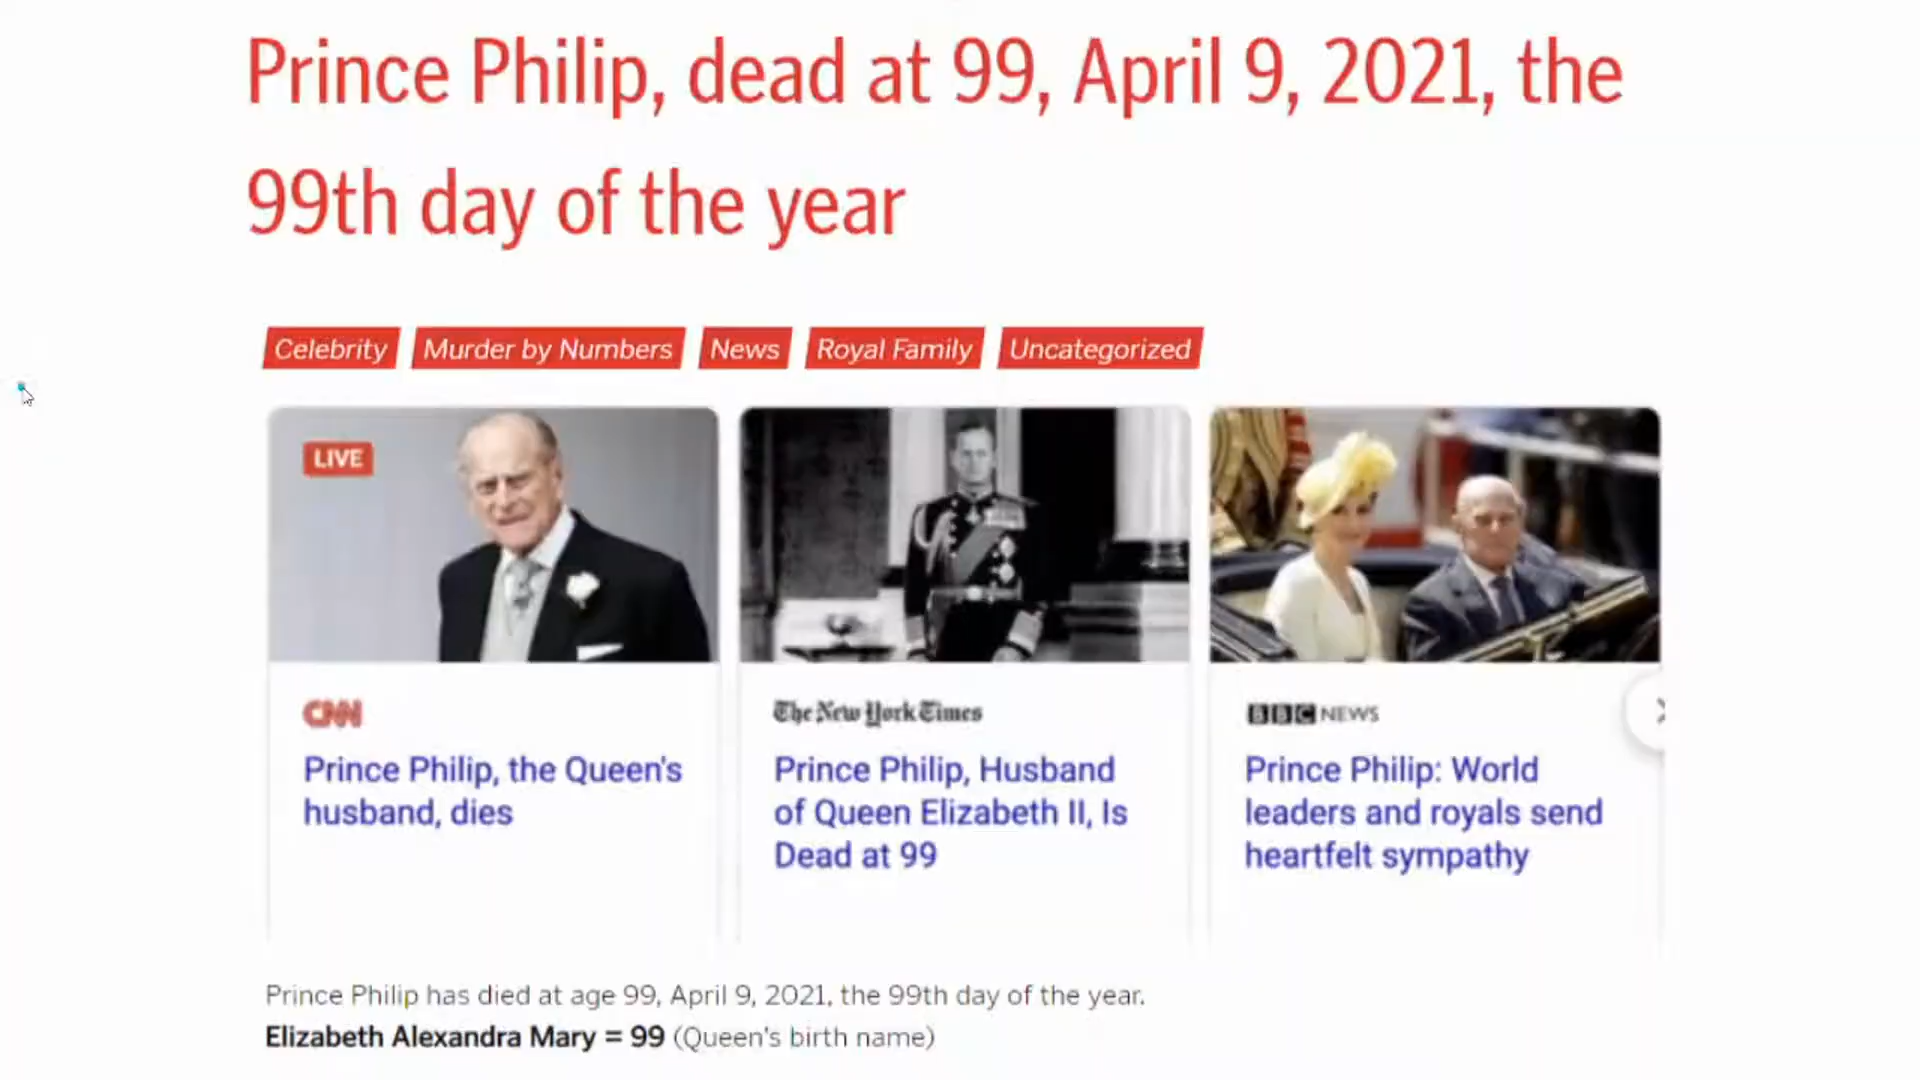 Prince Philip, dead at 99, April 9, 2021, the
99th day of the year
Celebrity Murder by Numbers News Royal Family Uncategorized
LIVE
CNN
Prince Philip, the Queen's
husband, dies
The New York Times
Prince Philip, Husband
of Queen Elizabeth II, Is
Dead at 99
BBC NEWS
Prince Philip: World
leaders and royals send
heartfelt sympathy
Prince Philip has died at age 99, April 9, 2021, the 99th day of the year.
Elizabeth Alexandra Mary = 99 (Queen's birth name)